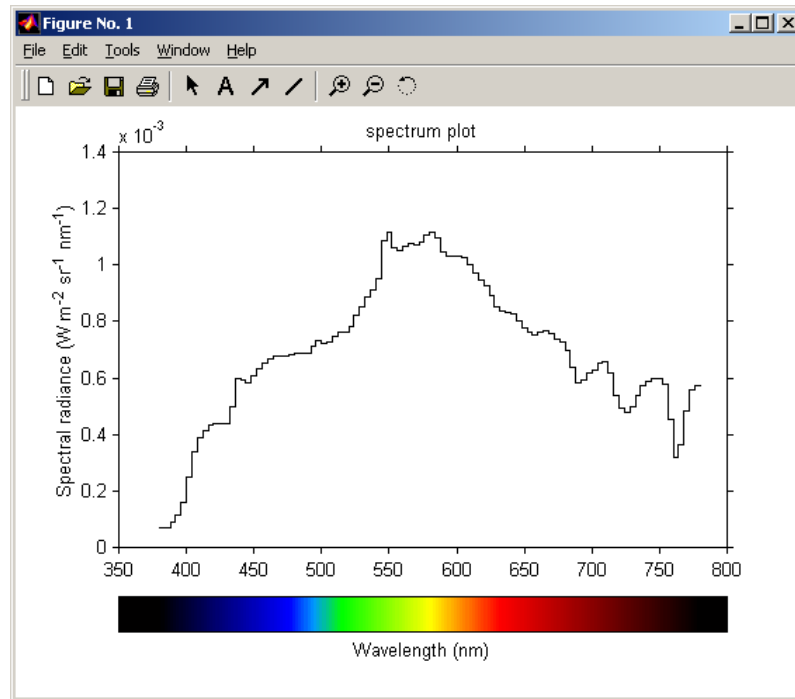 Figure No. 1
File Edit Tools Window Help
x 10-3
spectrum plot
1.4
1.2
1
0.8
0.6
0.4
0.2
0
Spectral radiance (W m-2 sr-1 nm-1)
350 400 450 500 550 600 650 700 750 800
Wavelength (nm)